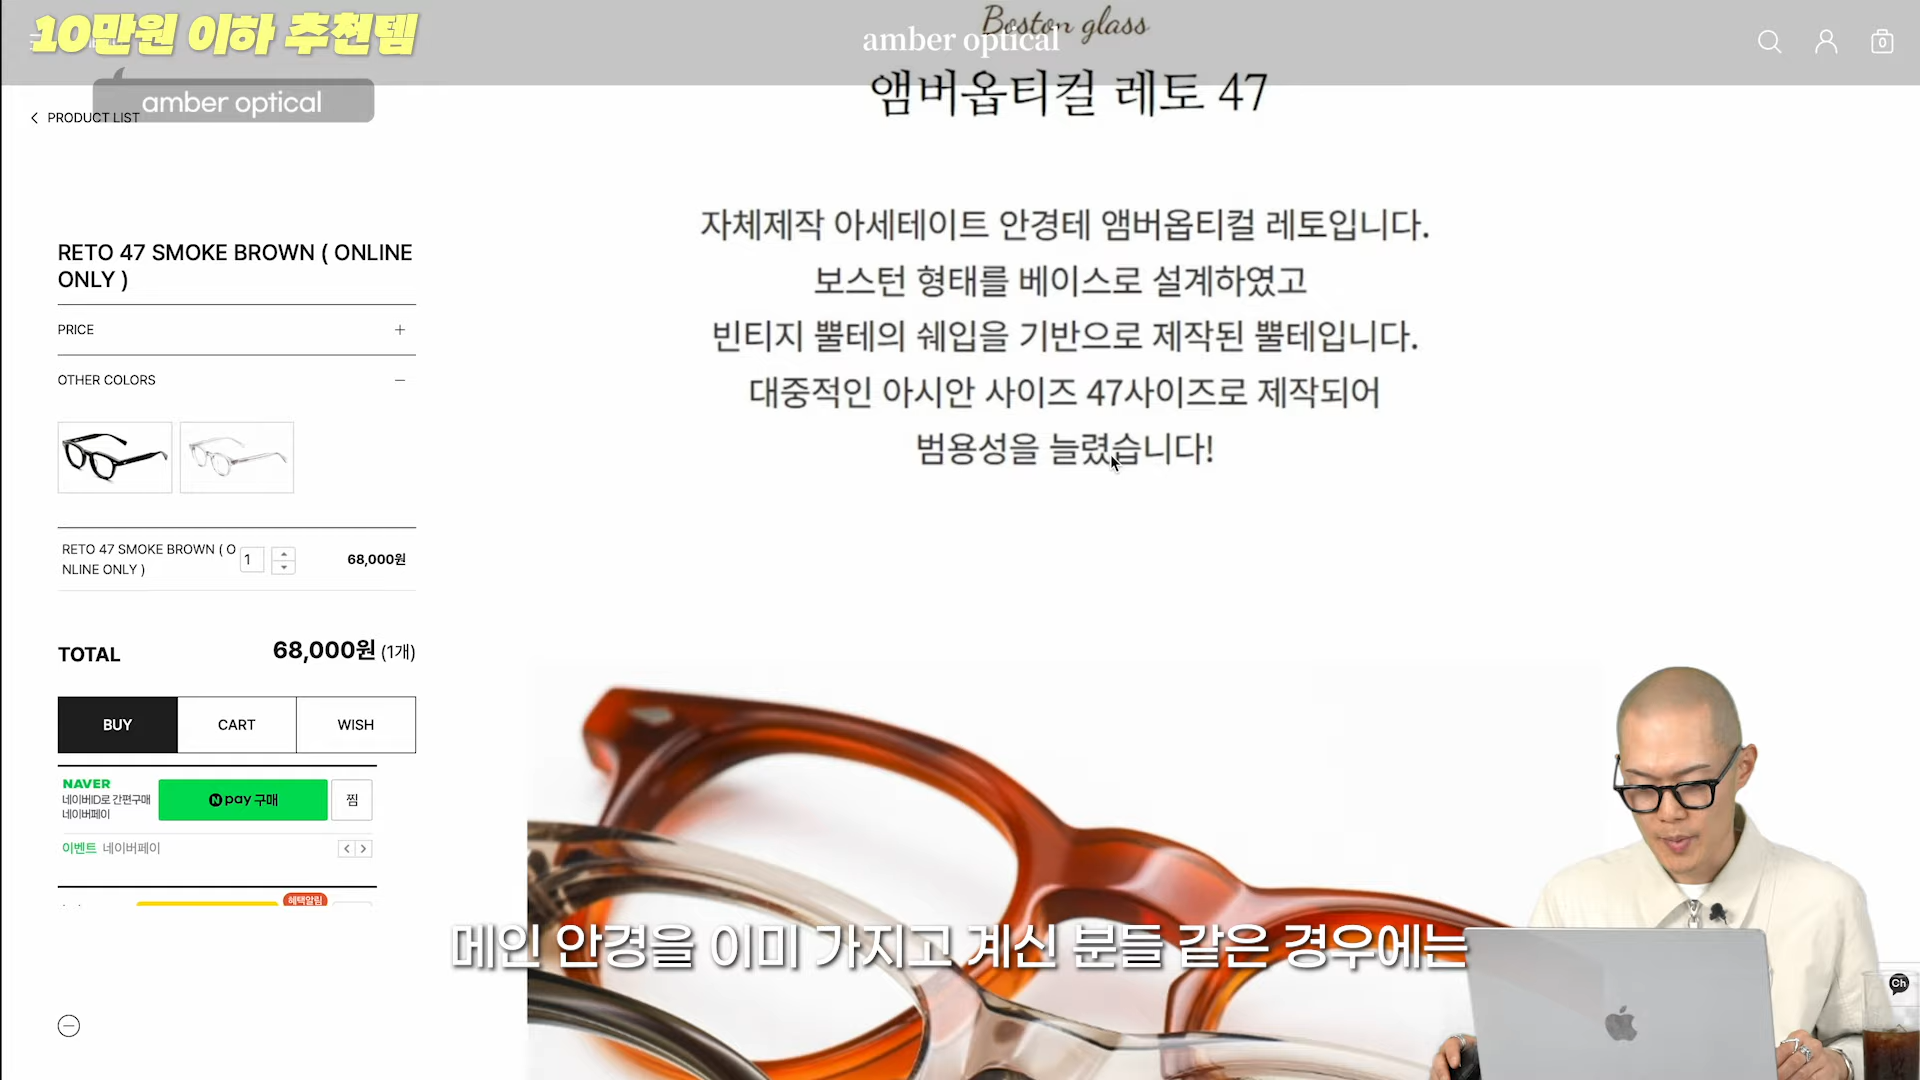 10만원 이하 추천템
amber optical
Boston glass
amber optical
0
PRODUCT LIST
앰버옵티컬 레토 47
자체제작 아세테이트 안경테 앰버옵티컬 레토입니다.
보스턴 형태를 베이스로 설계하였고
빈티지 뿔테의 쉐입을 기반으로 제작된 뿔테입니다.
대중적인 아시안 사이즈 47사이즈로 제작되어
범용성을 늘렸습니다!
RETO 47 SMOKE BROWN ( ONLINE
ONLY )
PRICE
OTHER COLORS
RETO 47 SMOKE BROWN ( O
NLINE ONLY )
1
68,000원
TOTAL
68,000원 (1개)
BUY
CART
WISH
NAVER
네이버ID로 간편구매
네이버페이
N pay 구매
찜
이벤트 네이버페이
혜택알림
메인 안경을 이미 가지고 계신 분들 같은 경우에는
Ch